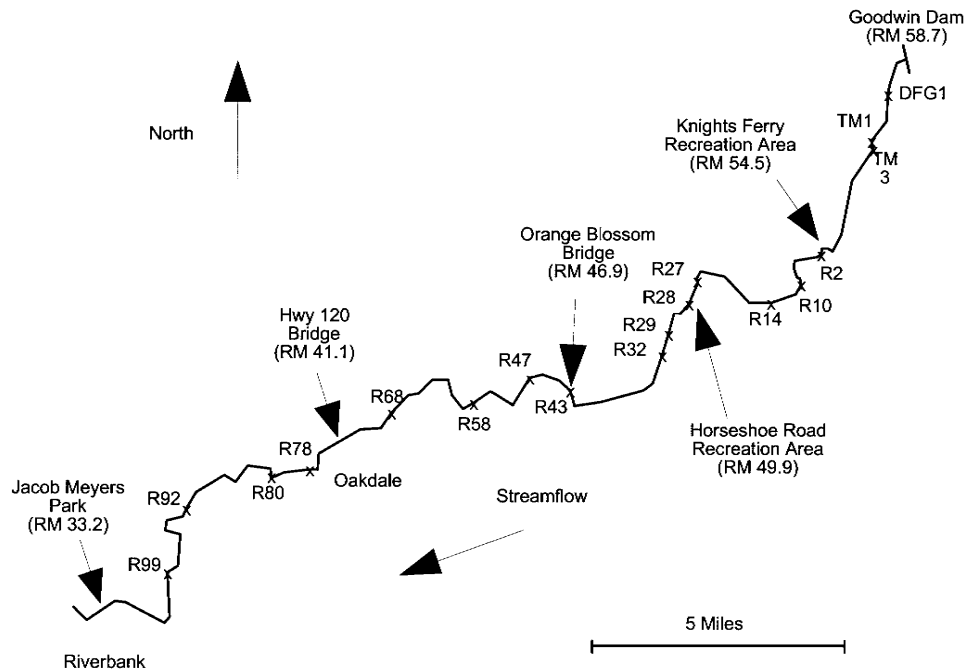 Goodwin Dam
(RM 58.7)
DFG1
TM1
TM
3
North
Knights Ferry
Recreation Area
(RM 54.5)
Orange Blossom
Bridge
(RM 46.9)
R2
R27
R10
R28
R14
Hwy 120
Bridge
(RM 41.1)
R29
R32
R47
R43
R68
R58
Horseshoe Road
Recreation Area
(RM 49.9)
R78
Oakdale
R80
Streamflow
Jacob Meyers
Park
(RM 33.2)
R92
R99
5 Miles
Riverbank